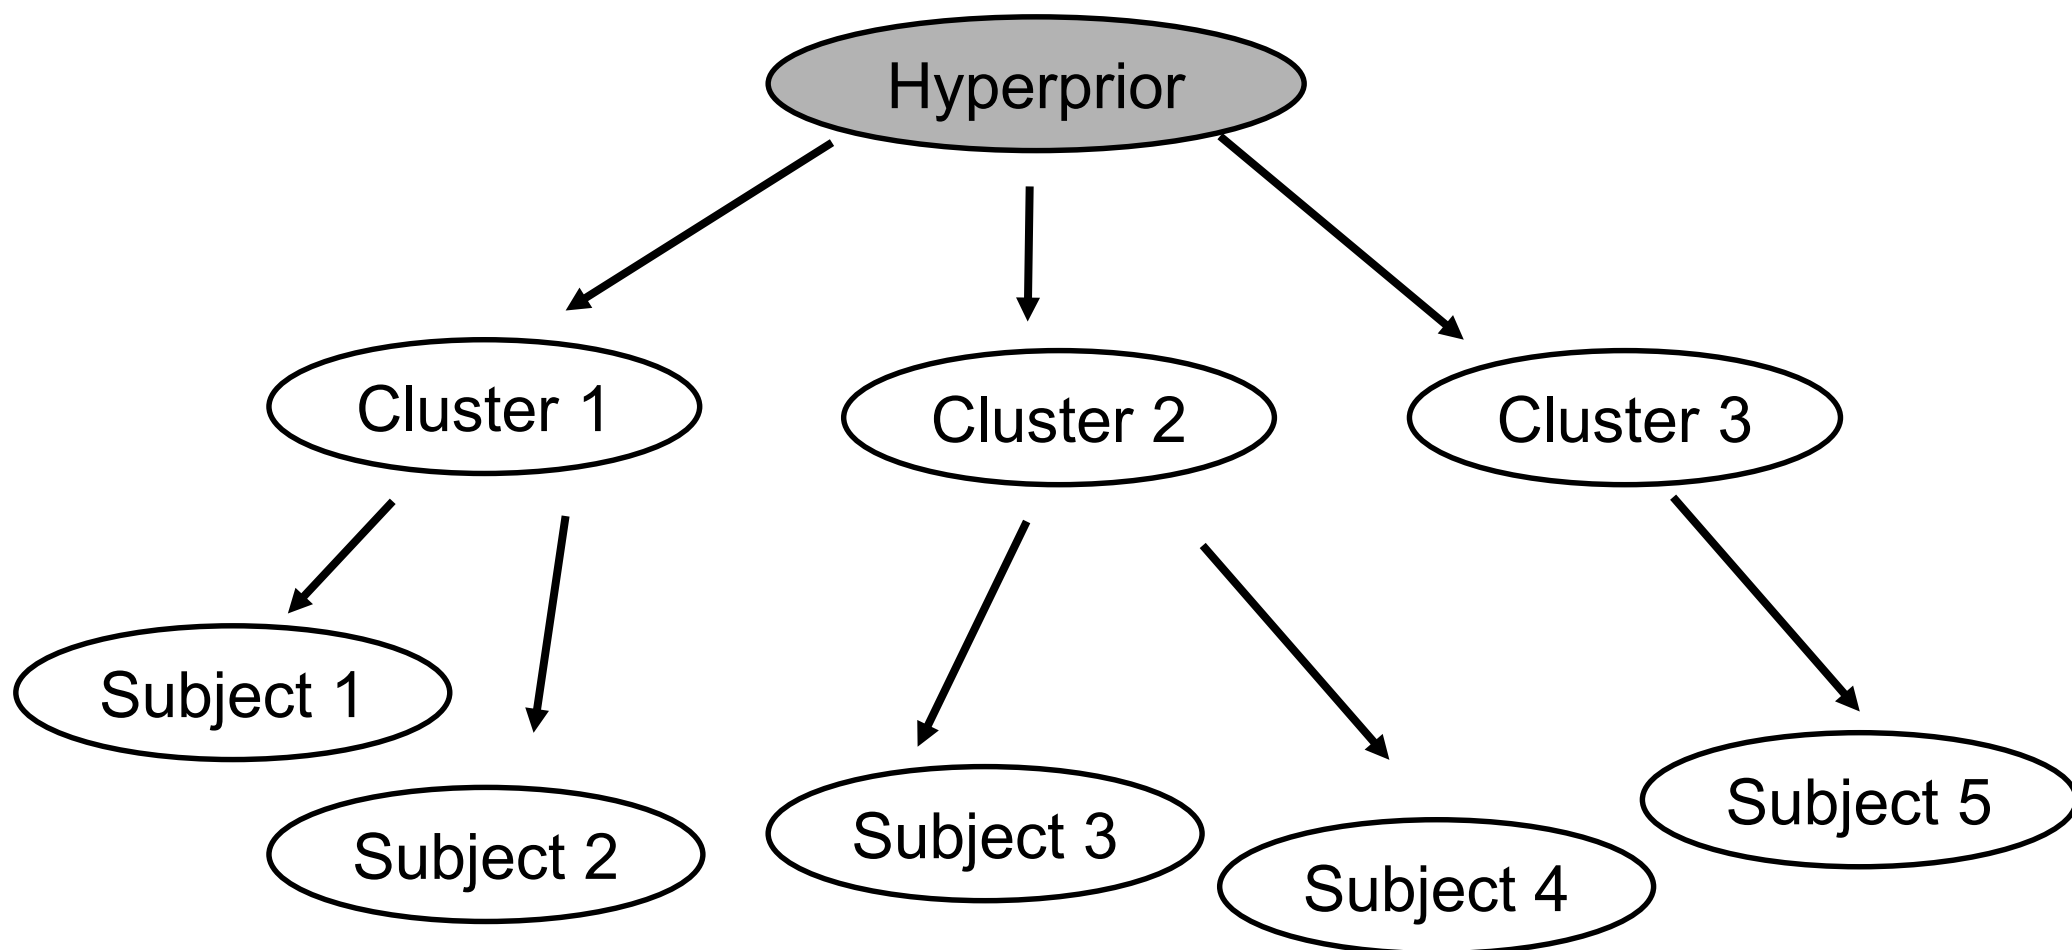 Hyperprior
Cluster 1
Cluster 2
Cluster 3
Subject 1
Subject 2
Subject 3
Subject 4
Subject 5